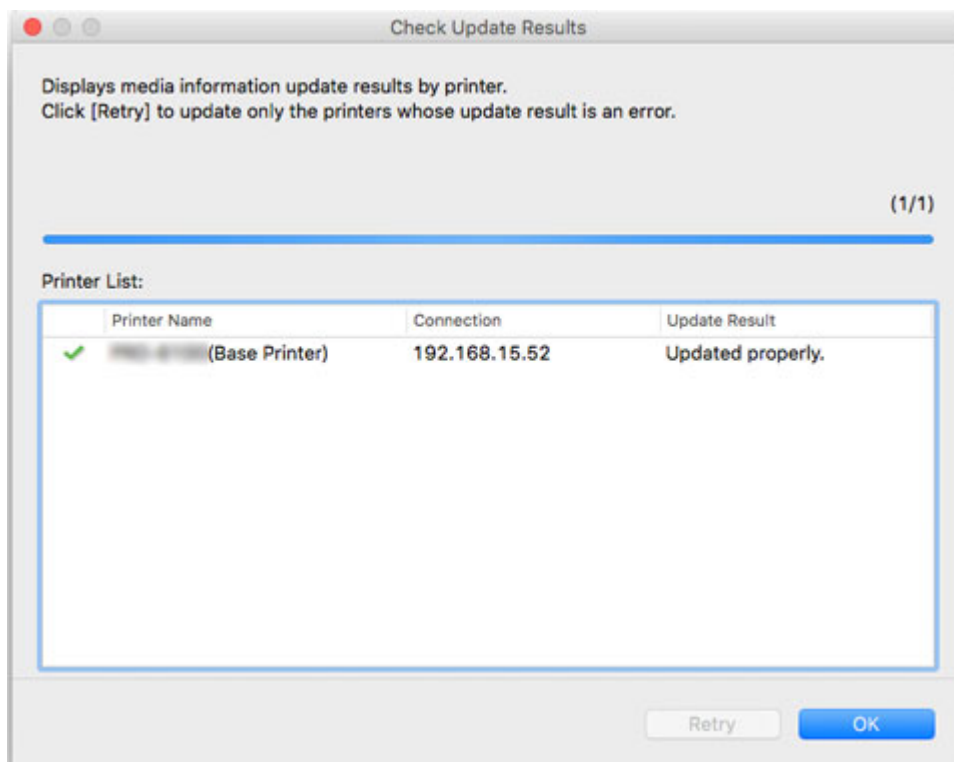 Check Update Results
Displays media information update results by printer.
Click [Retry] to update only the printers whose update result is an error.
(1/1)
Printer List:
Printer Name Connection Update Result
(Base Printer) 192.168.15.52 Updated properly.
Retry OK